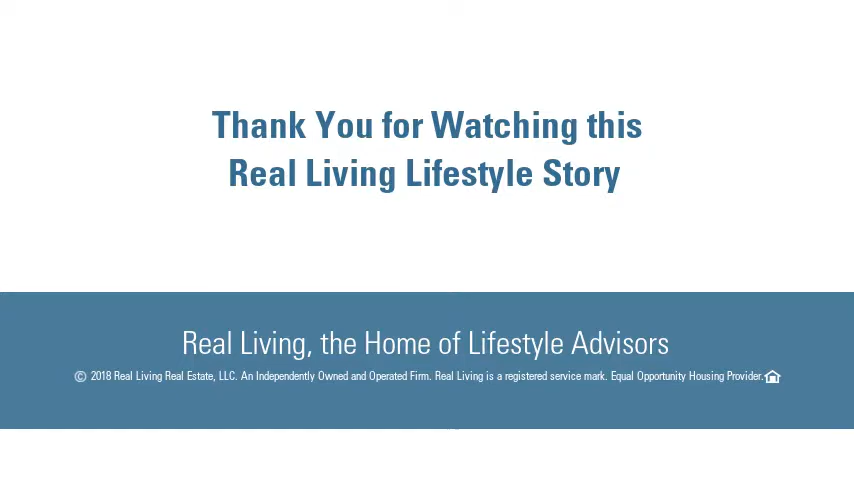 Thank You for Watching this
Real Living Lifestyle Story
Real Living, the Home of Lifestyle Advisors
© 2018 Real Living Real Estate, LLC. An Independently Owned and Operated Firm. Real Living is a registered service mark. Equal Opportunity Housing Provider.